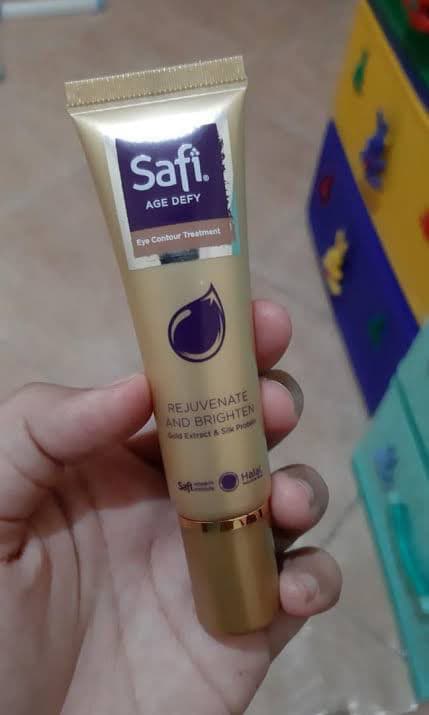 Safi.
AGE DEFY
Eye Contour Treatment
REJUVENATE
AND BRIGHTEN
Gold Extract & Silk Protein
Safi
Halal